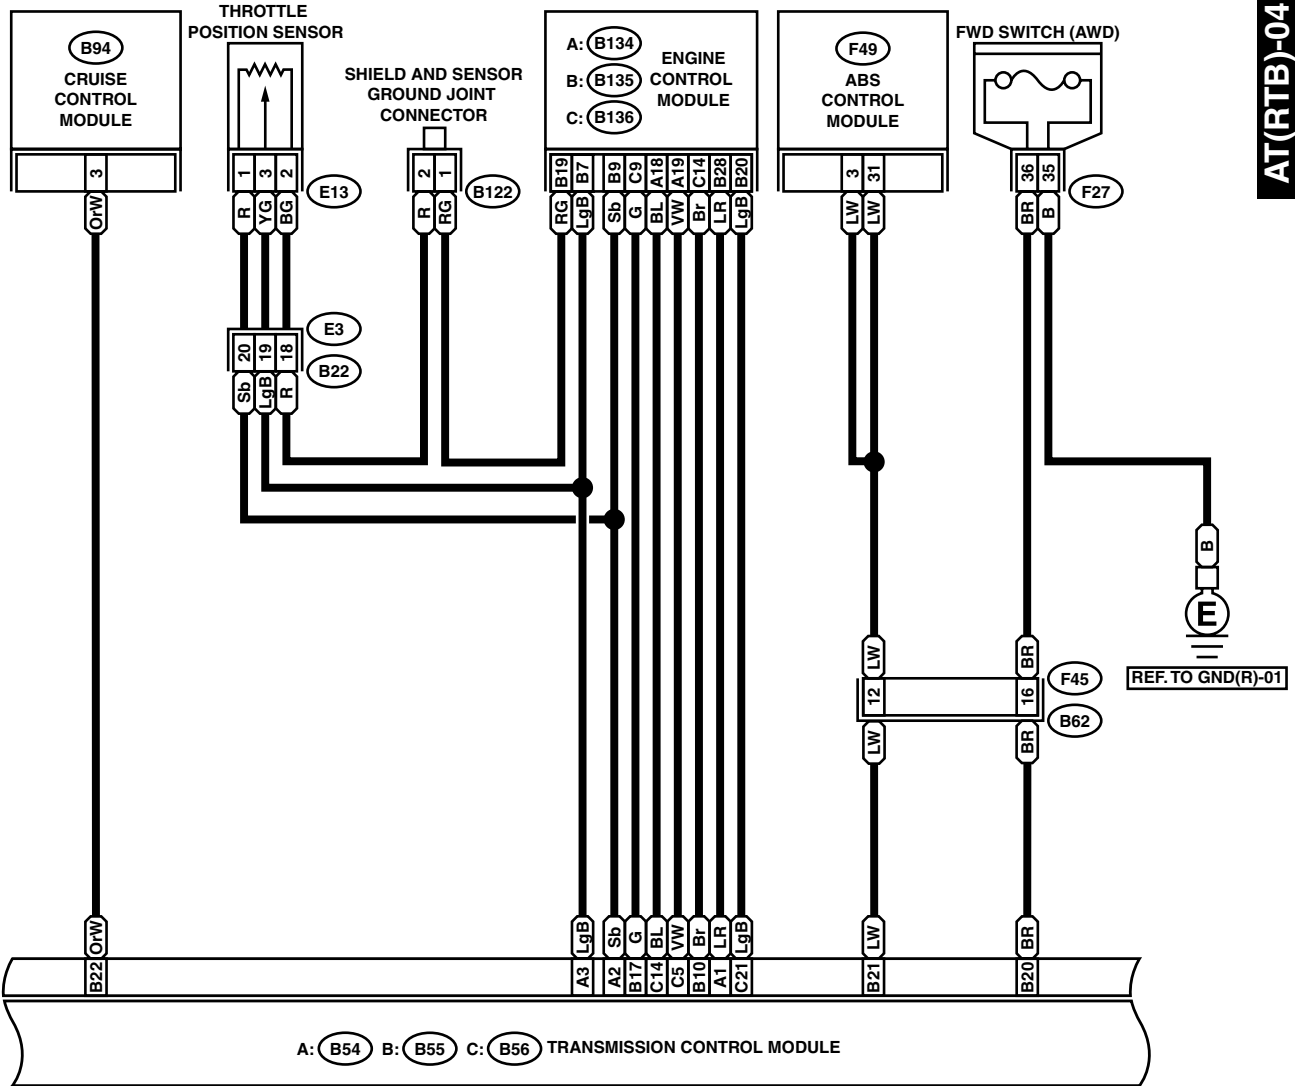 AT(RTB)-04
B94
CRUISE
CONTROL
MODULE
THROTTLE
POSITION SENSOR
SHIELD AND SENSOR
GROUND JOINT
CONNECTOR
A: B134
B: B135
C: B136
ENGINE
CONTROL
MODULE
F49
ABS
CONTROL
MODULE
FWD SWITCH (AWD)
3
1 3 2
E13
2 1
B122
B19 B7 B9 C9 A18 A19 C14 B28 B20
3 31
36 35
F27
OrW
R YG BG
R RG
RG LgB Sb G BL VW Br LR LgB
LW LW
BR B
E3
20 19 18
B22
Sb LgB R
B
E
REF. TO GND(R)-01
LW BR
F45
12 16
B62
LW BR
OrW LgB Sb G BL VW Br LR LgB LW BR
B22 A3 A2 B17 C14 C5 B10 A1 C21 B21 B20
A: B54 B: B55 C: B56 TRANSMISSION CONTROL MODULE